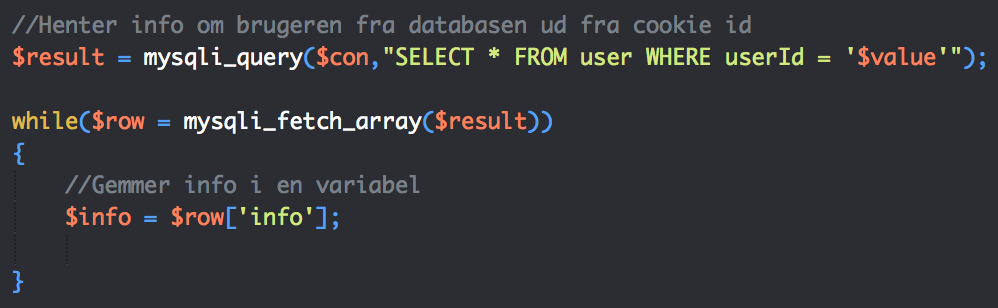 //Henter info om brugeren fra databasen ud fra cookie id
$result = mysqli_query($con,"SELECT * FROM user WHERE userId = '$value'");
while($row = mysqli_fetch_array($result))
{
//Gemmer info i en variabel
$info = $row['info'];
}